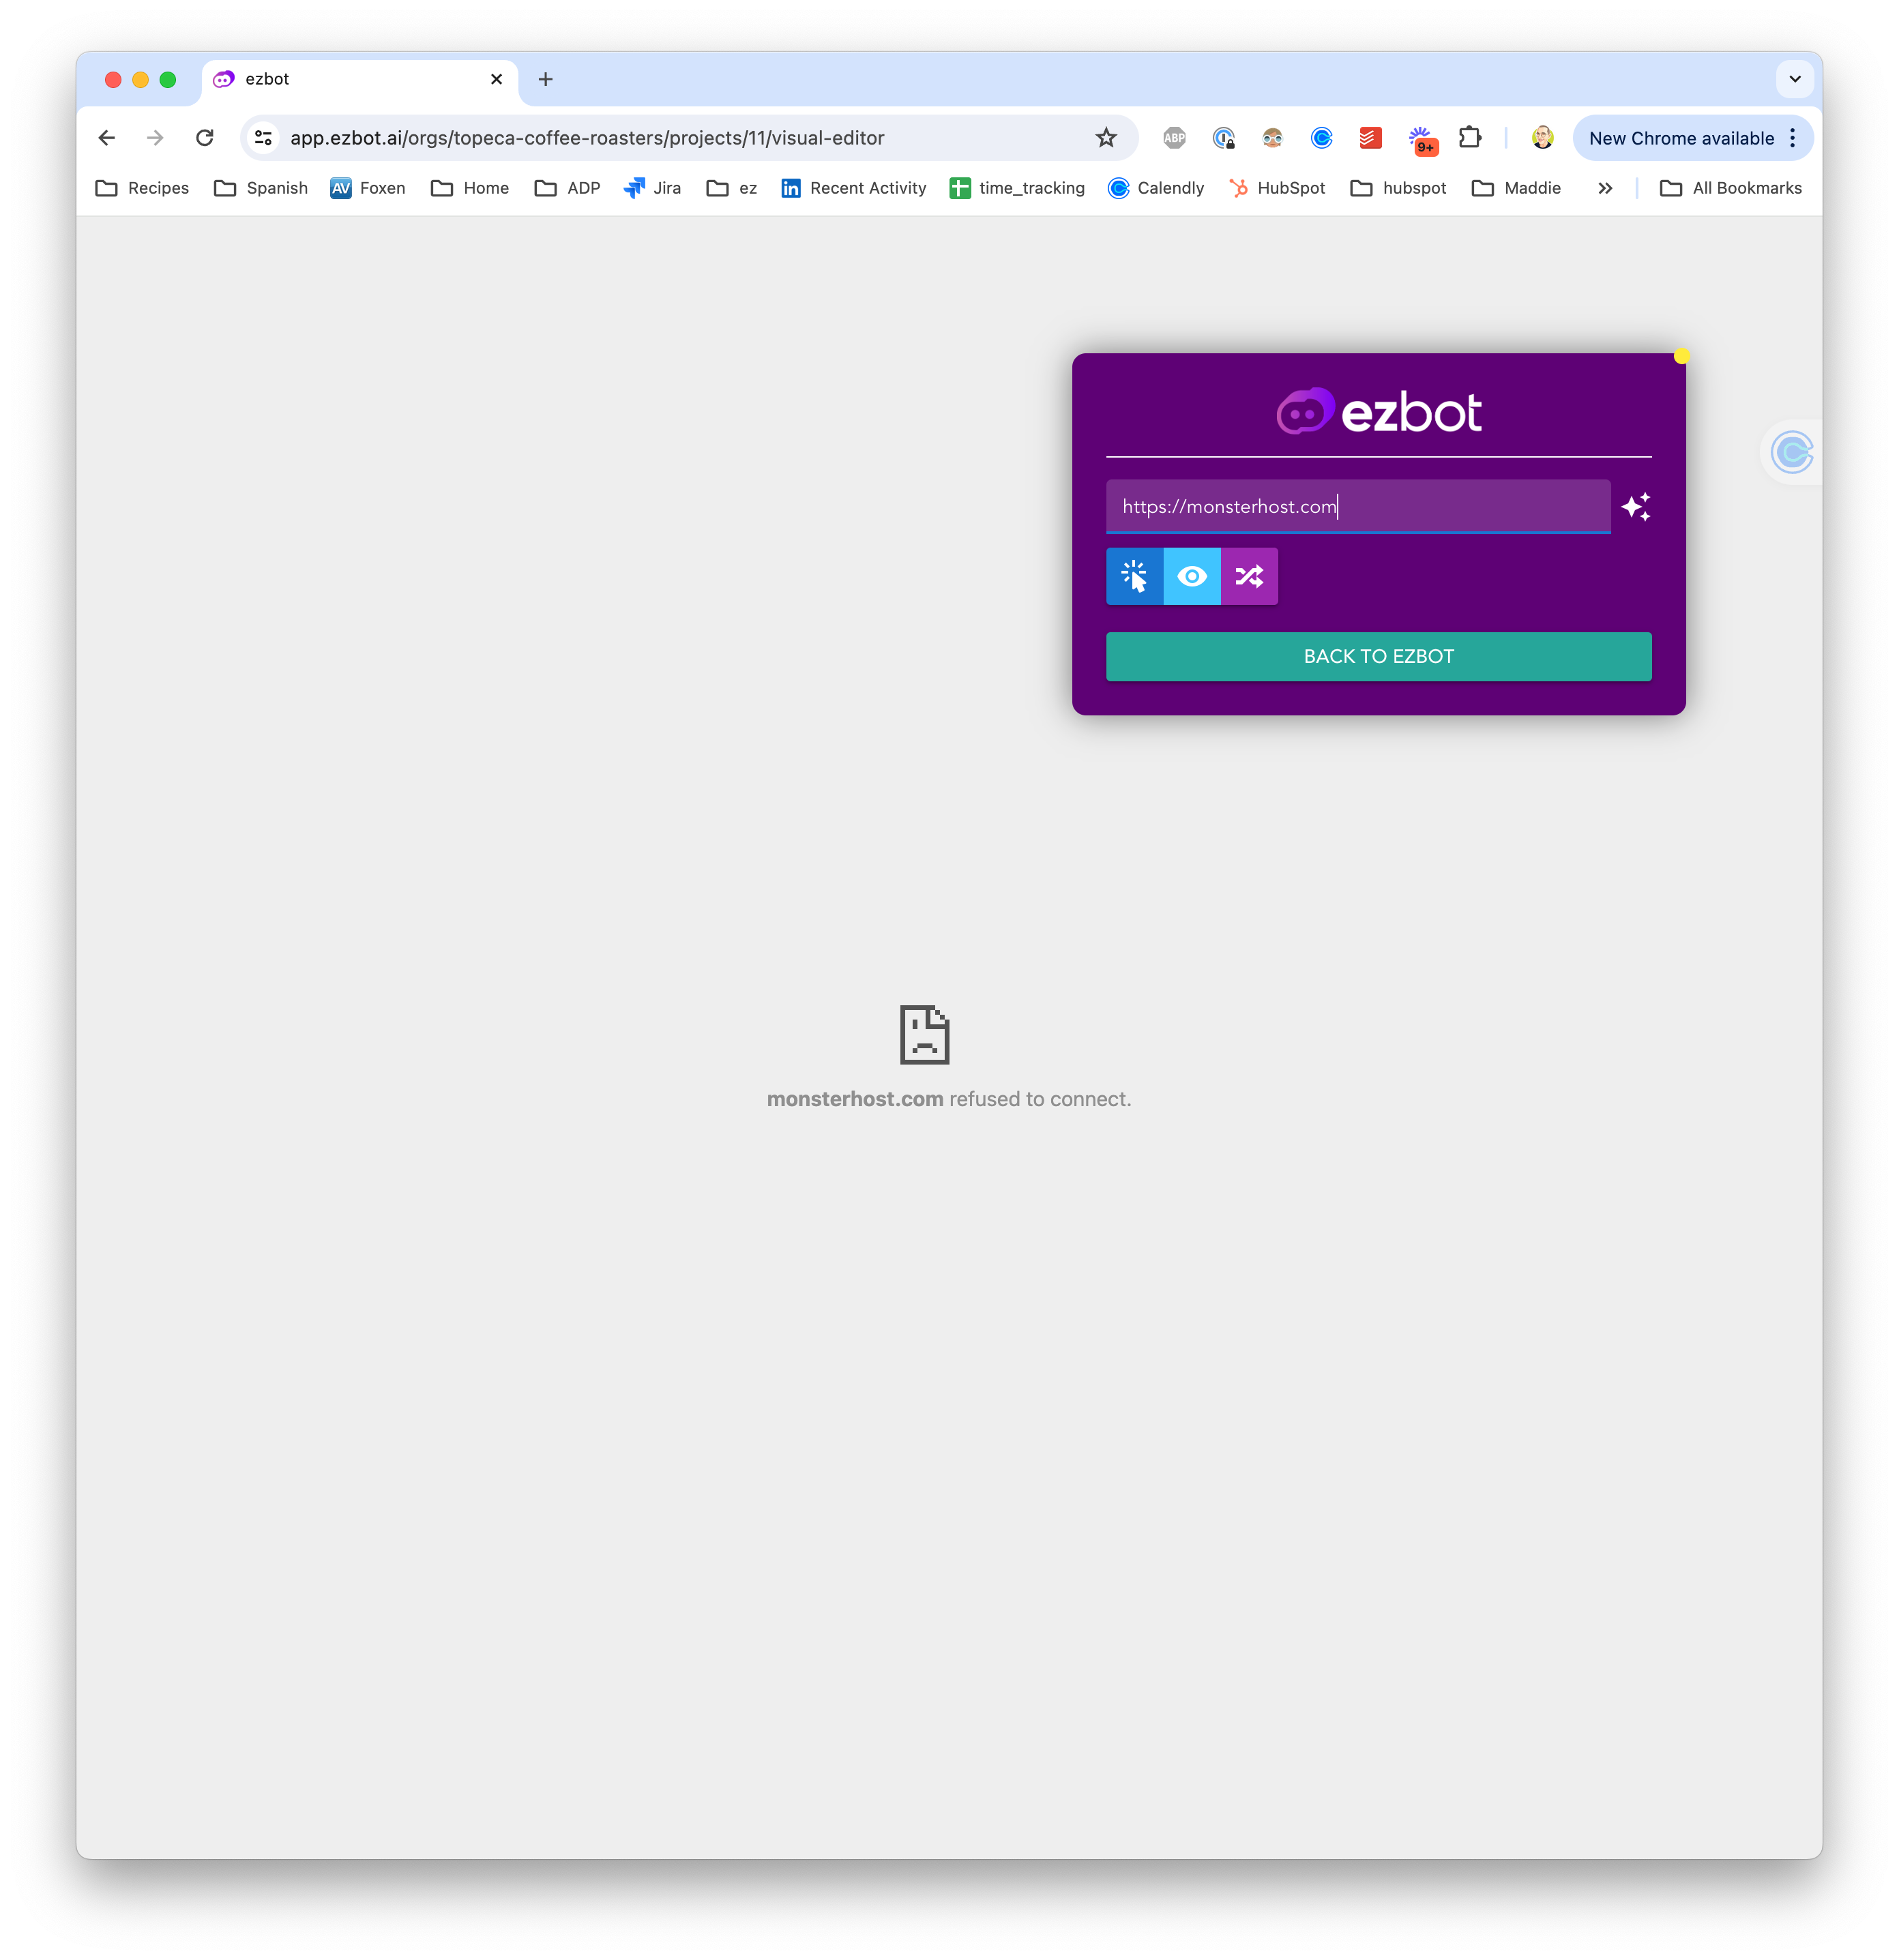 ezbot
app.ezbot.ai/orgs/topeca-coffee-roasters/projects/11/visual-editor
ABP
9+
New Chrome available
Recipes
Spanish
AV Foxen
Home
ADP
Jira
ez
in Recent Activity
time_tracking
Calendly
HubSpot
hubspot
Maddie
All Bookmarks
ezbot
https://monsterhost.com
BACK TO EZBOT
monsterhost.com refused to connect.